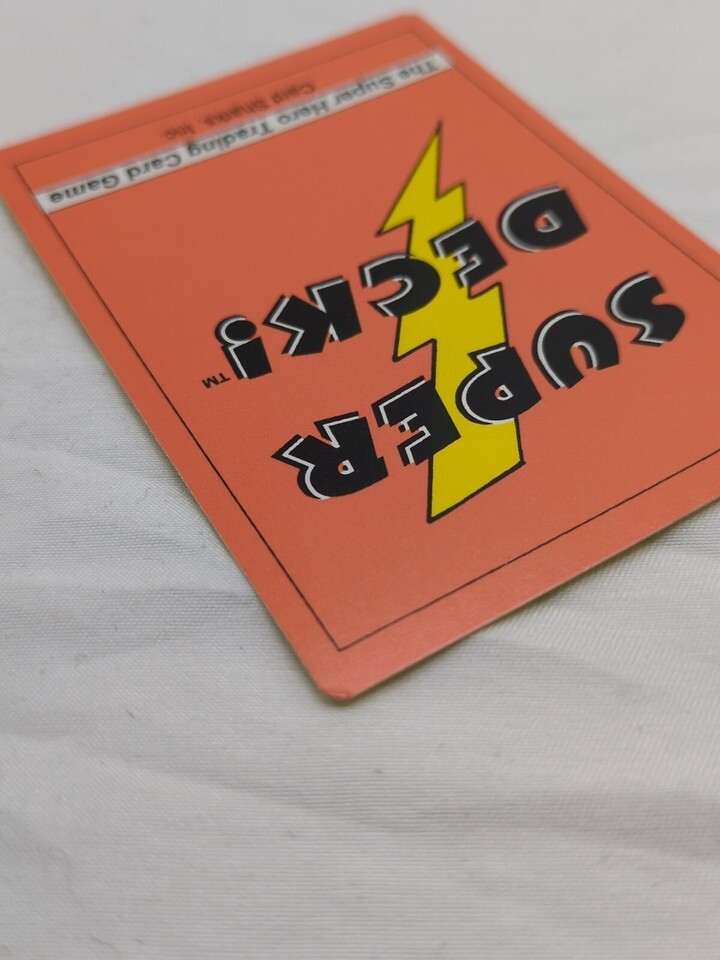 SUPER
DECK!™
The Super Hero Trading Card Game
Card Sharks, Inc